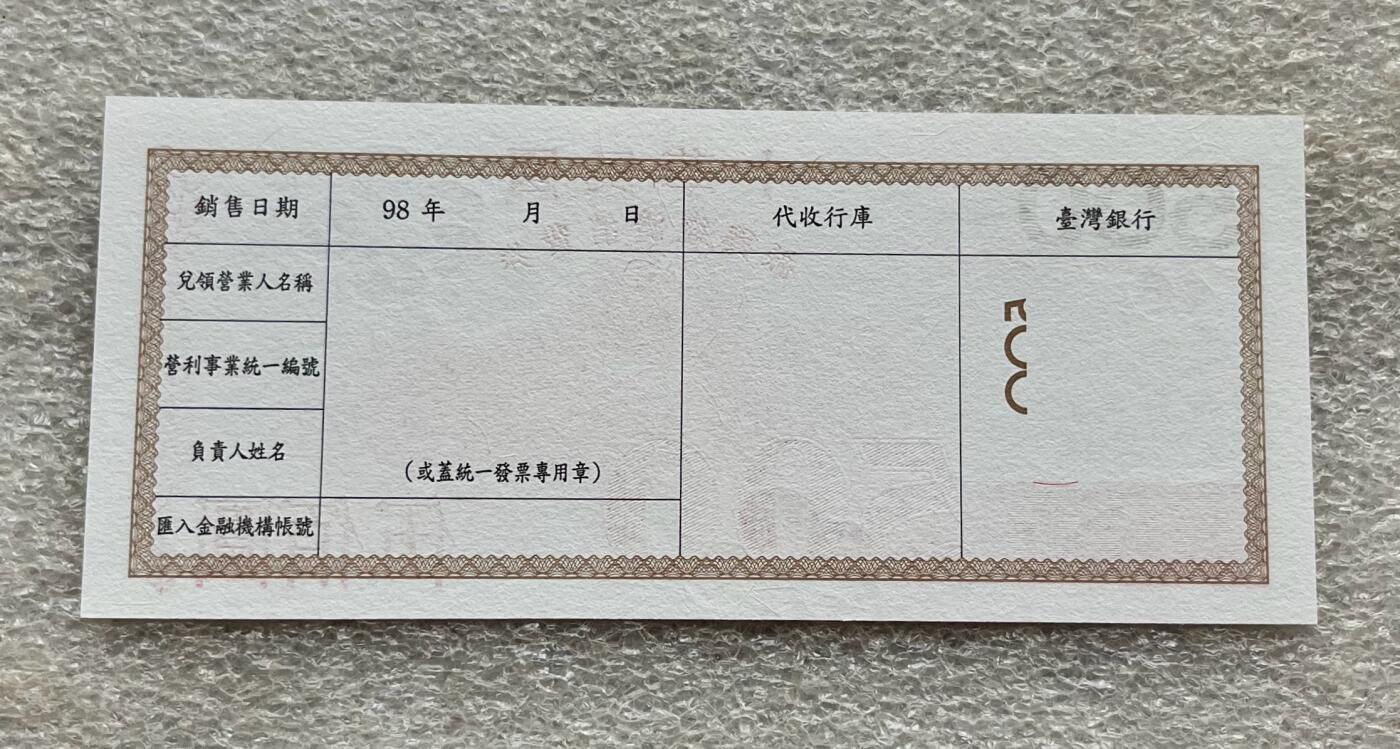 銷售日期
98 年 月 日
代收行庫
臺灣銀行
兌領營業人名稱
營利事業統一編號
負責人姓名
(或蓋統一發票專用章)
匯入金融機構帳號